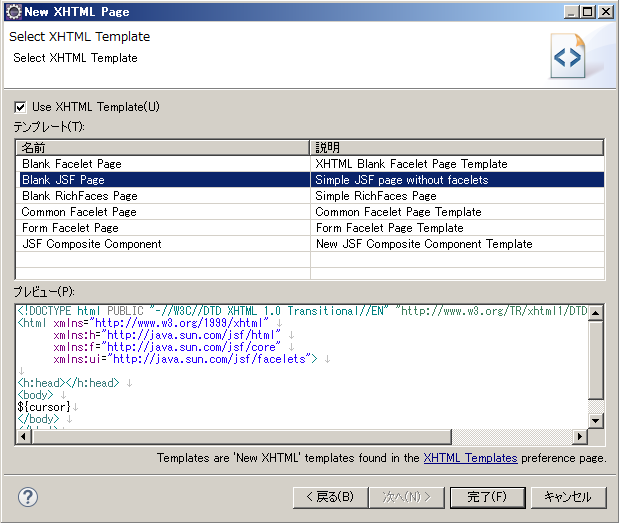 New XHTML Page
Select XHTML Template
Select XHTML Template
Use XHTML Template(U)
テンプレート(T):
名前 説明
Blank Facelet Page XHTML Blank Facelet Page Template
Blank JSF Page Simple JSF page without facelets
Blank RichFaces Page Simple RichFaces Page
Common Facelet Page Common Facelet Page Template
Form Facelet Page Form Facelet Page Template
JSF Composite Component New JSF Composite Component Template
プレビュー(P):
<!DOCTYPE html PUBLIC "-//W3C//DTD XHTML 1.0 Transitional//EN" "http://www.w3.org/TR/xhtml1/DTD
<html xmlns="http://www.w3.org/1999/xhtml" ↓
xmlns:h="http://java.sun.com/jsf/html" ↓
xmlns:f="http://java.sun.com/jsf/core" ↓
xmlns:ui="http://java.sun.com/jsf/facelets"> ↓
↓
<h:head></h:head> ↓
<body> ↓
${cursor}↓
</body> ↓
Templates are 'New XHTML' templates found in the XHTML Templates preference page.
?
< 戻る(B) 次へ(N) > 完了(F) キャンセル